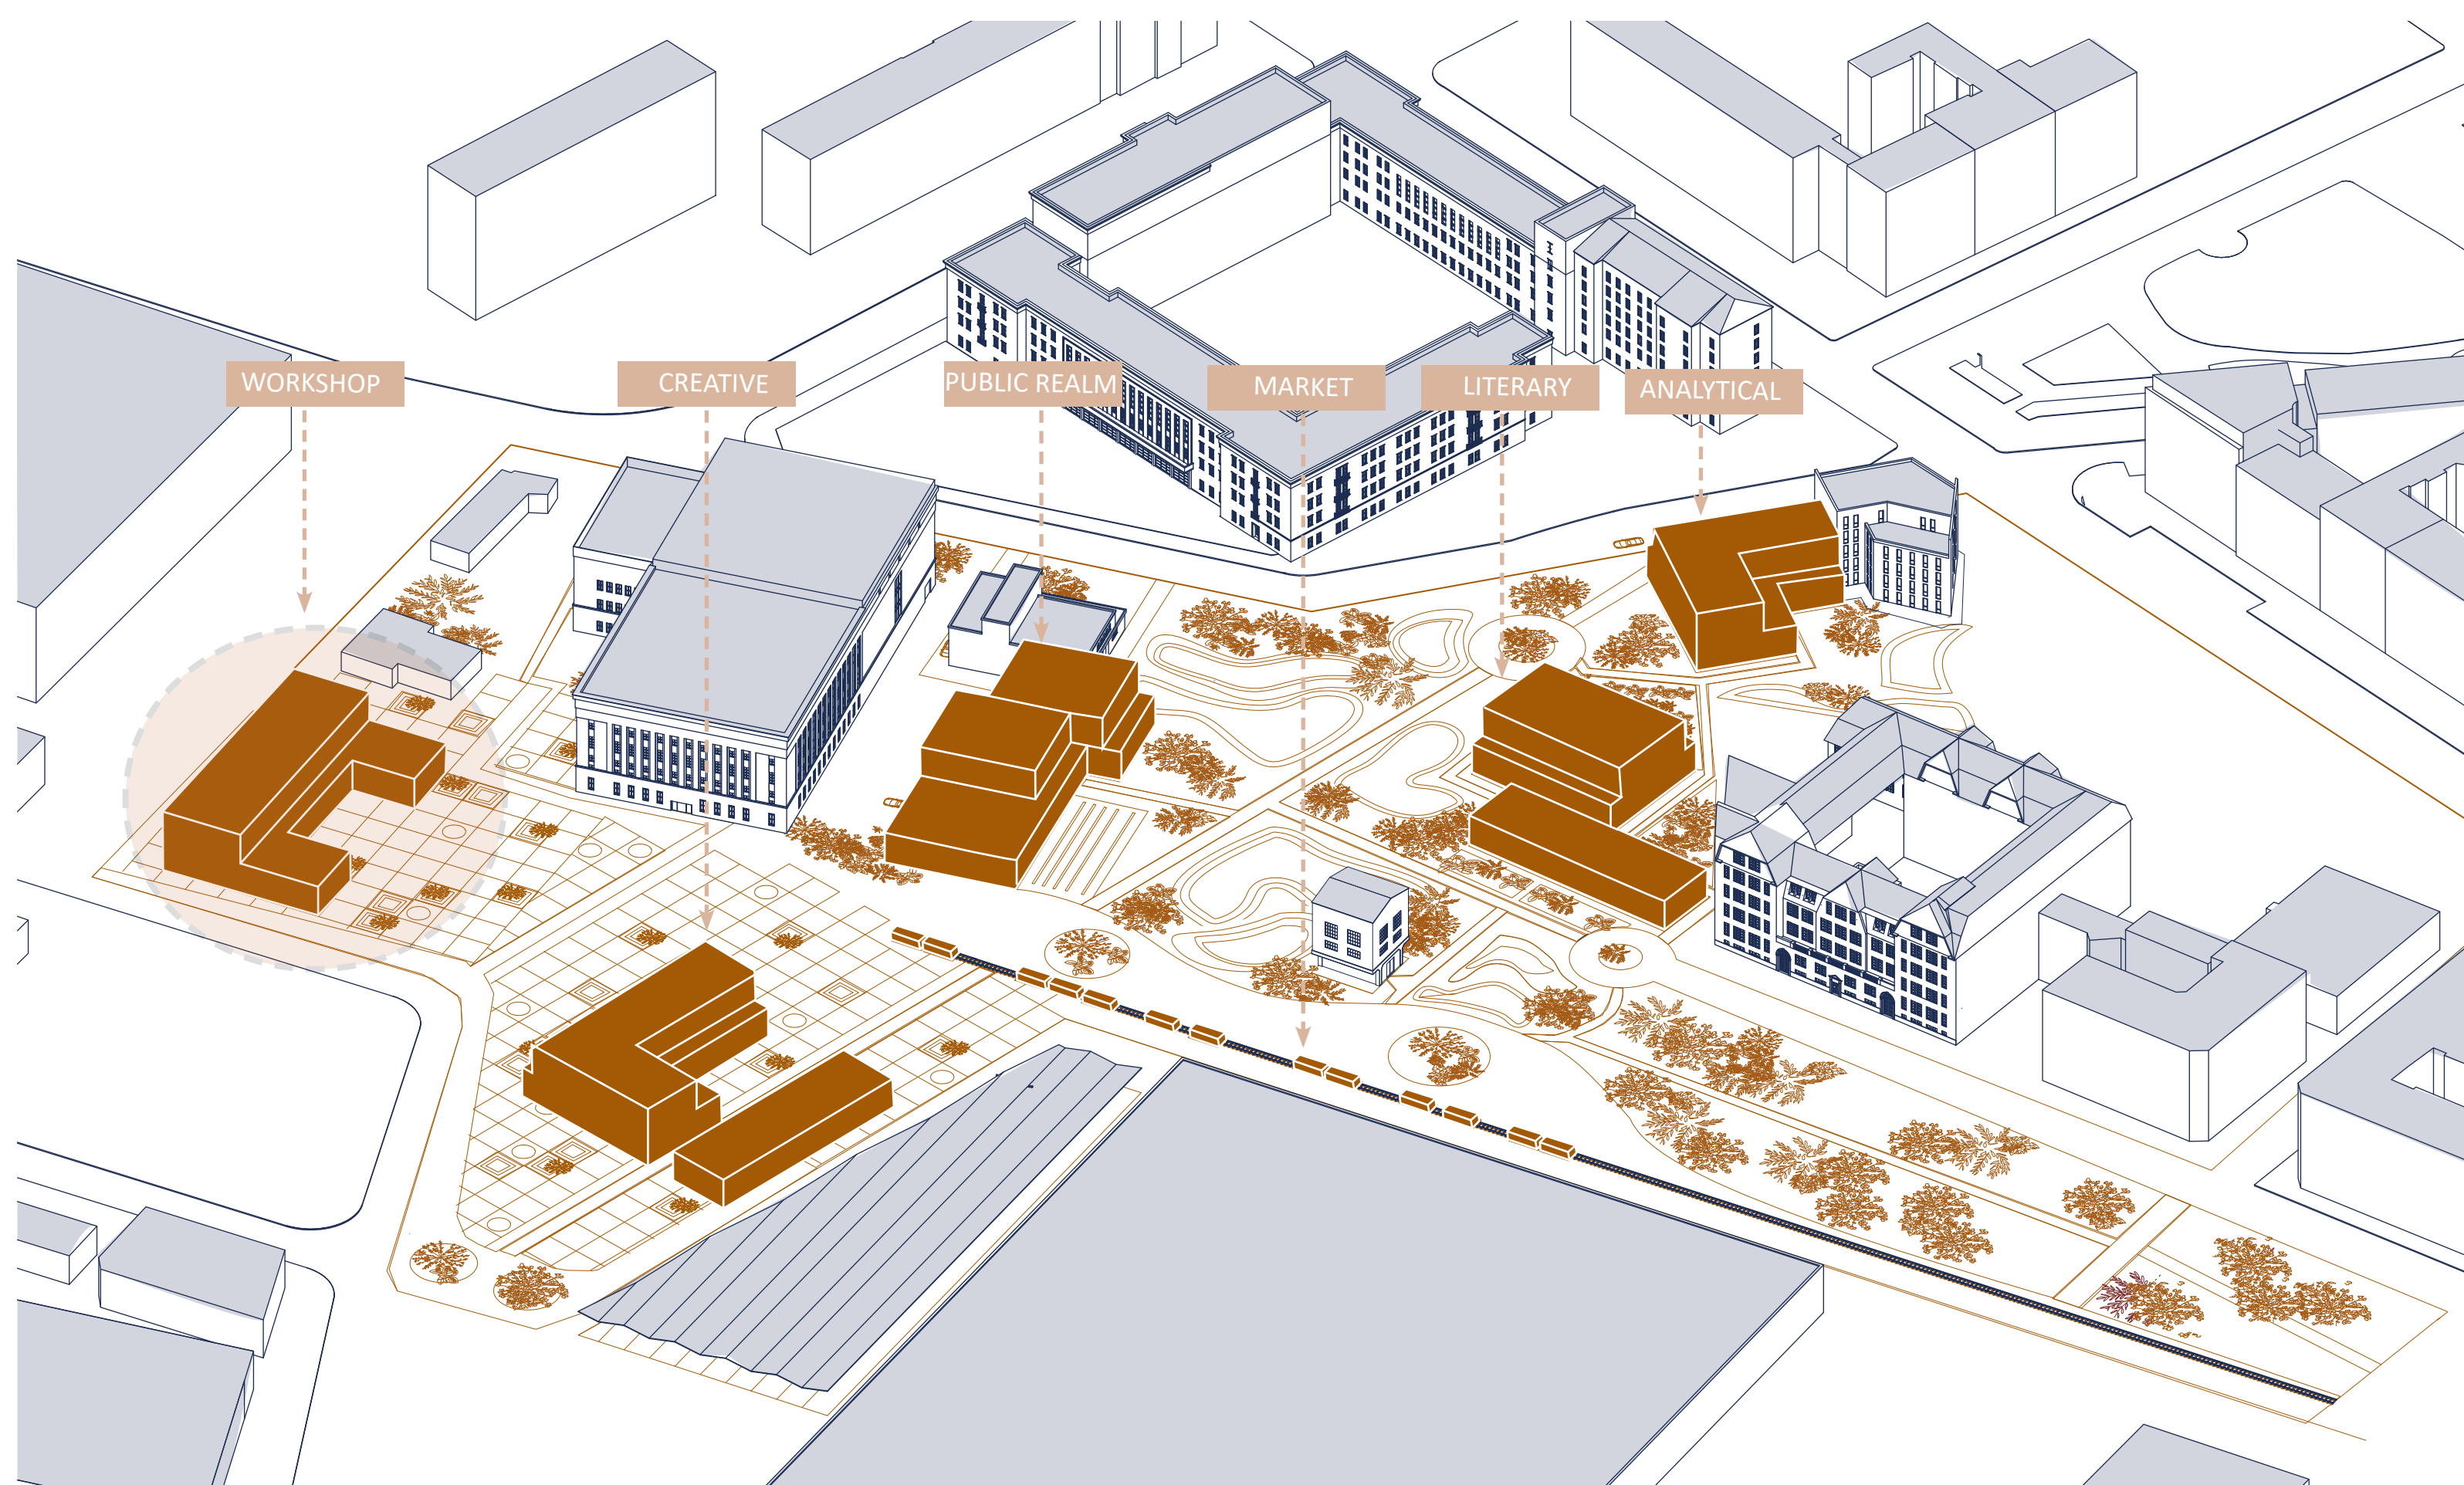 WORKSHOP
CREATIVE
PUBLIC REALM
MARKET
LITERARY
ANALYTICAL